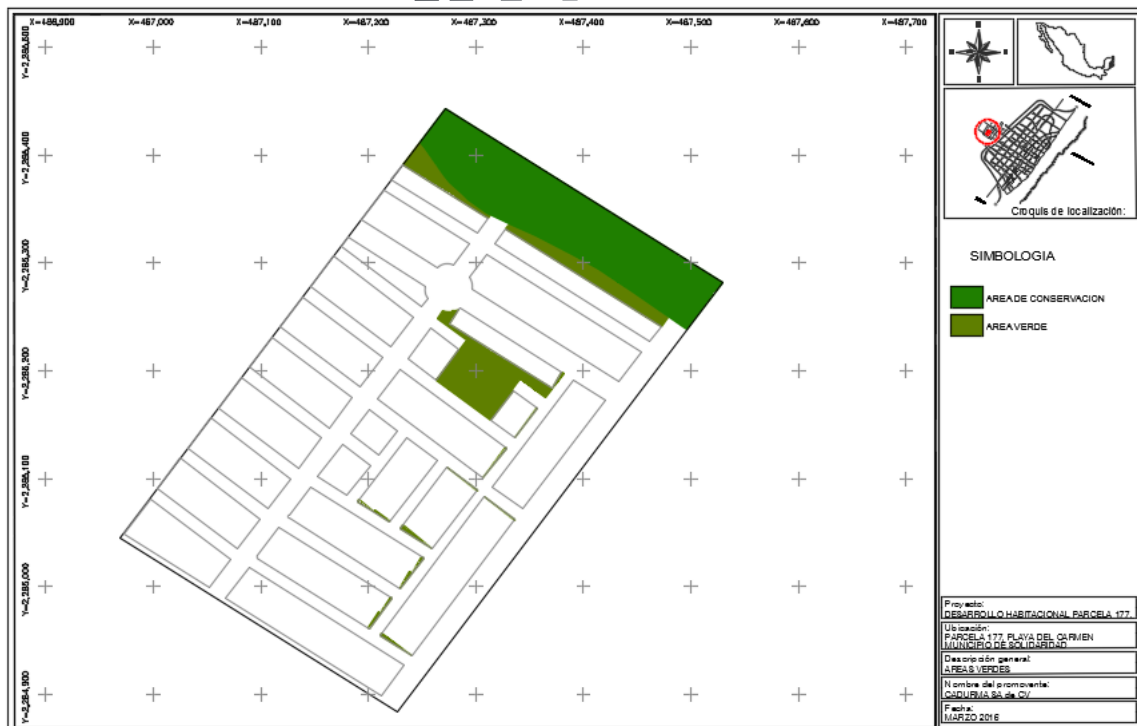 X=466,900 X=467,000 X=467,100 X=467,200 X=467,300 X=467,400 X=467,500 X=467,600 X=467,700
Y=2,285,500
Y=2,285,400
Y=2,285,300
Y=2,285,200
Y=2,285,100
Y=2,285,000
Y=2,284,900
Croquis de localización:
SIMBOLOGIA
AREA DE CONSERVACION
AREA VERDE
Proyecto:
DESARROLLO HABITACIONAL PARCELA 177,
Ubicación:
PARCELA 177, PLAYA DEL CARMEN
MUNICIPIO DE SOLIDARIDAD
Descripción general:
AREAS VERDES
Nombre del promovente:
CADURMA SA de CV
Fecha:
MARZO 2016